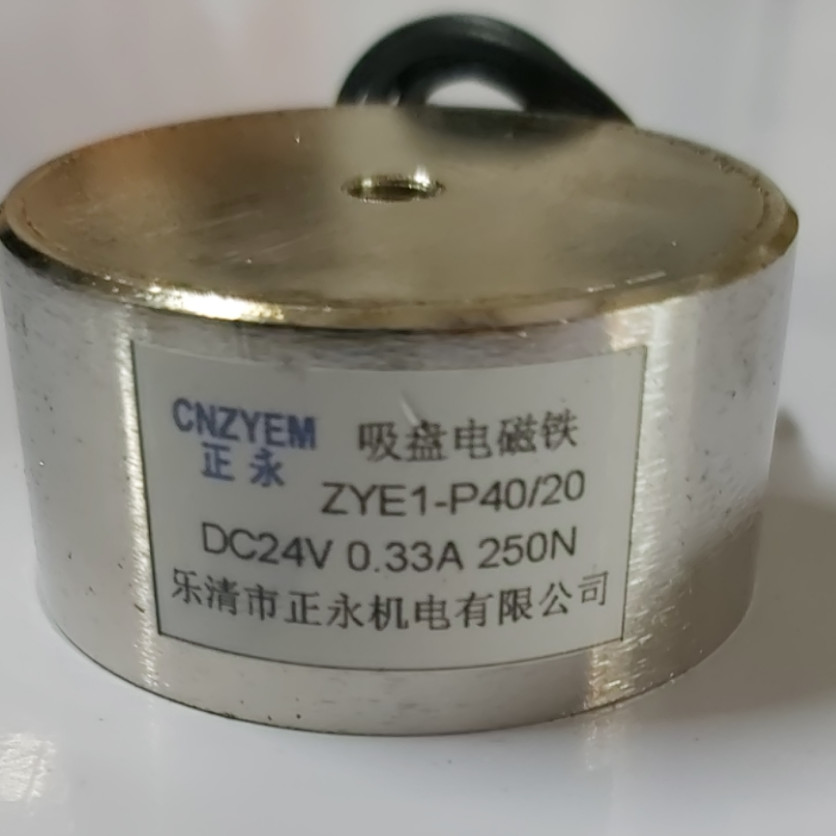 CNZYEM 吸盘电磁铁
正永
ZYE1-P40/20
DC24V 0.33A 250N
乐清市正永机电有限公司